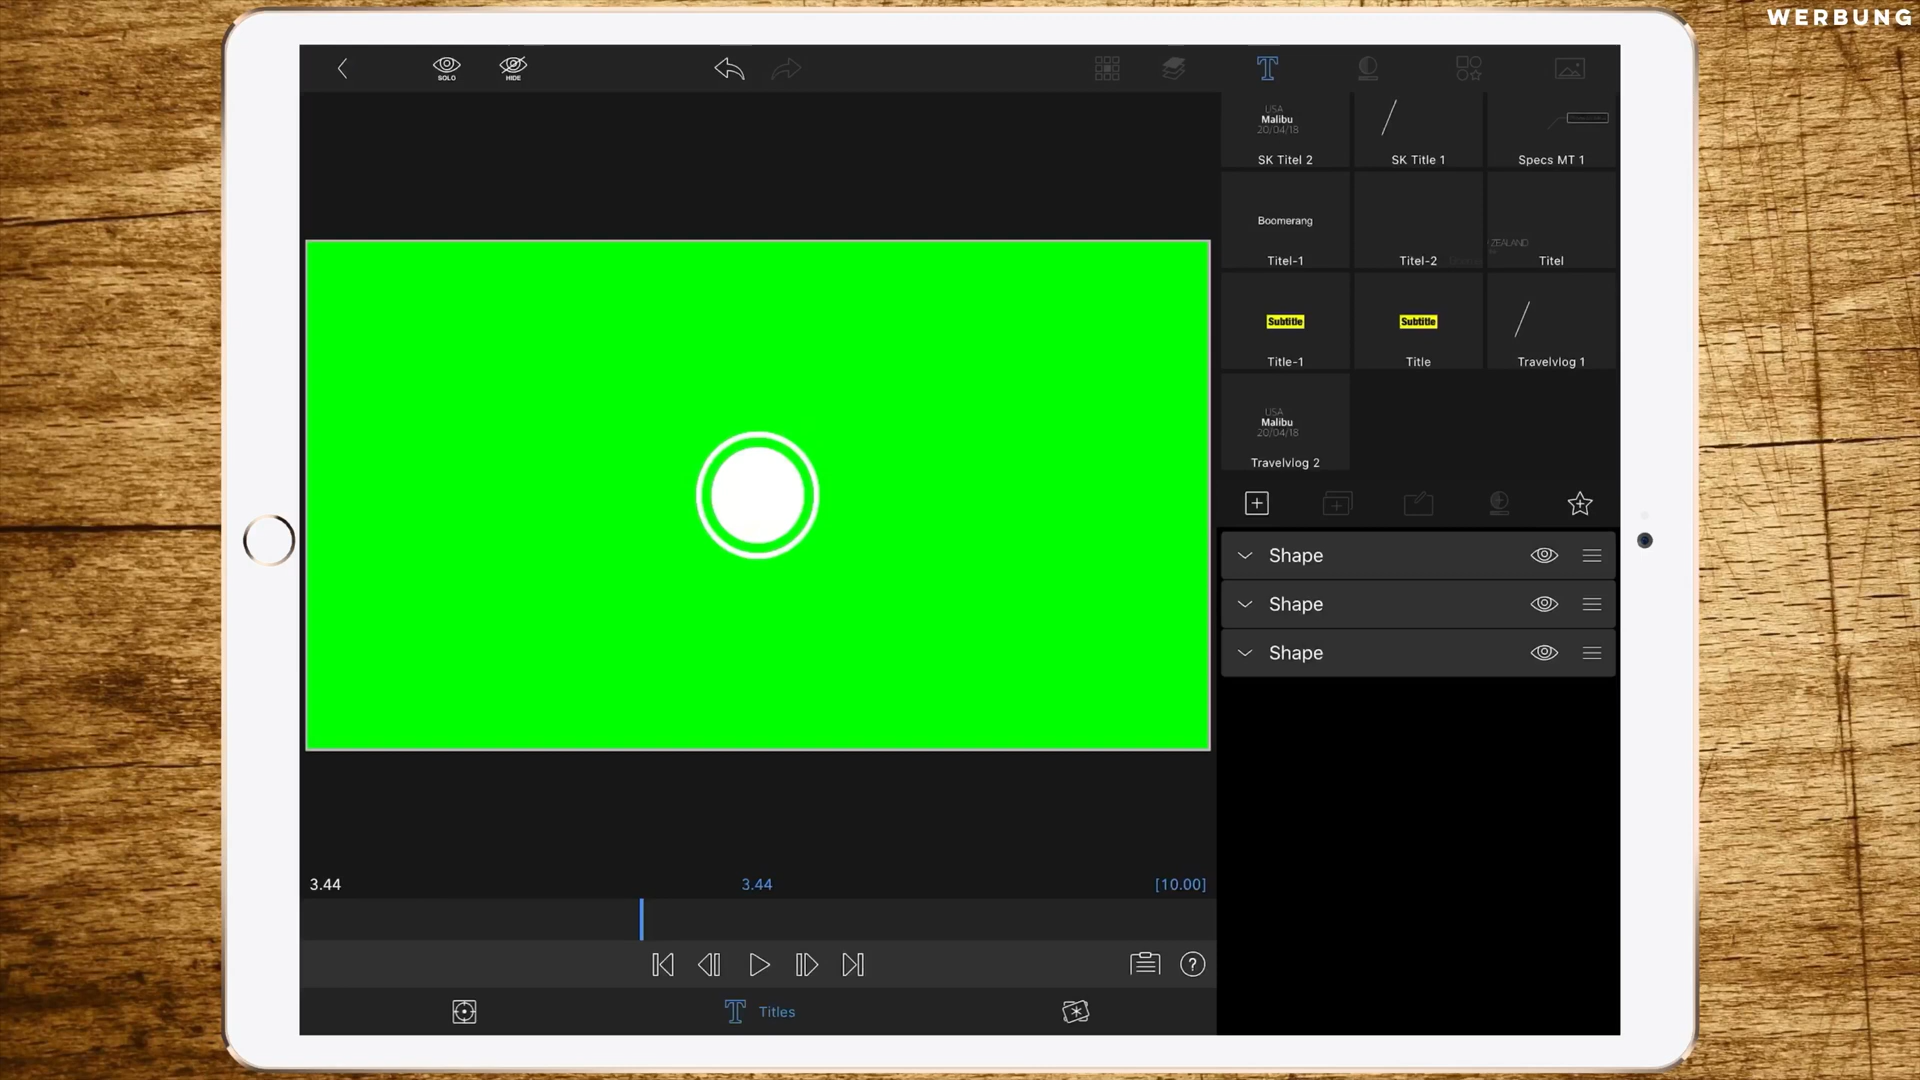 WERBUNG
SOLO
HIDE
USA
Malibu
20/04/18
SK Titel 2
SK Title 1
Specs MT 1
Boomerang
Titel-1
Titel-2
ZEALAND
Titel
Subtitle
Title-1
Subtitle
Title
Travelvlog 1
USA
Malibu
20/04/18
Travelvlog 2
Shape
Shape
Shape
3.44
3.44
[10.00]
?
T Titles